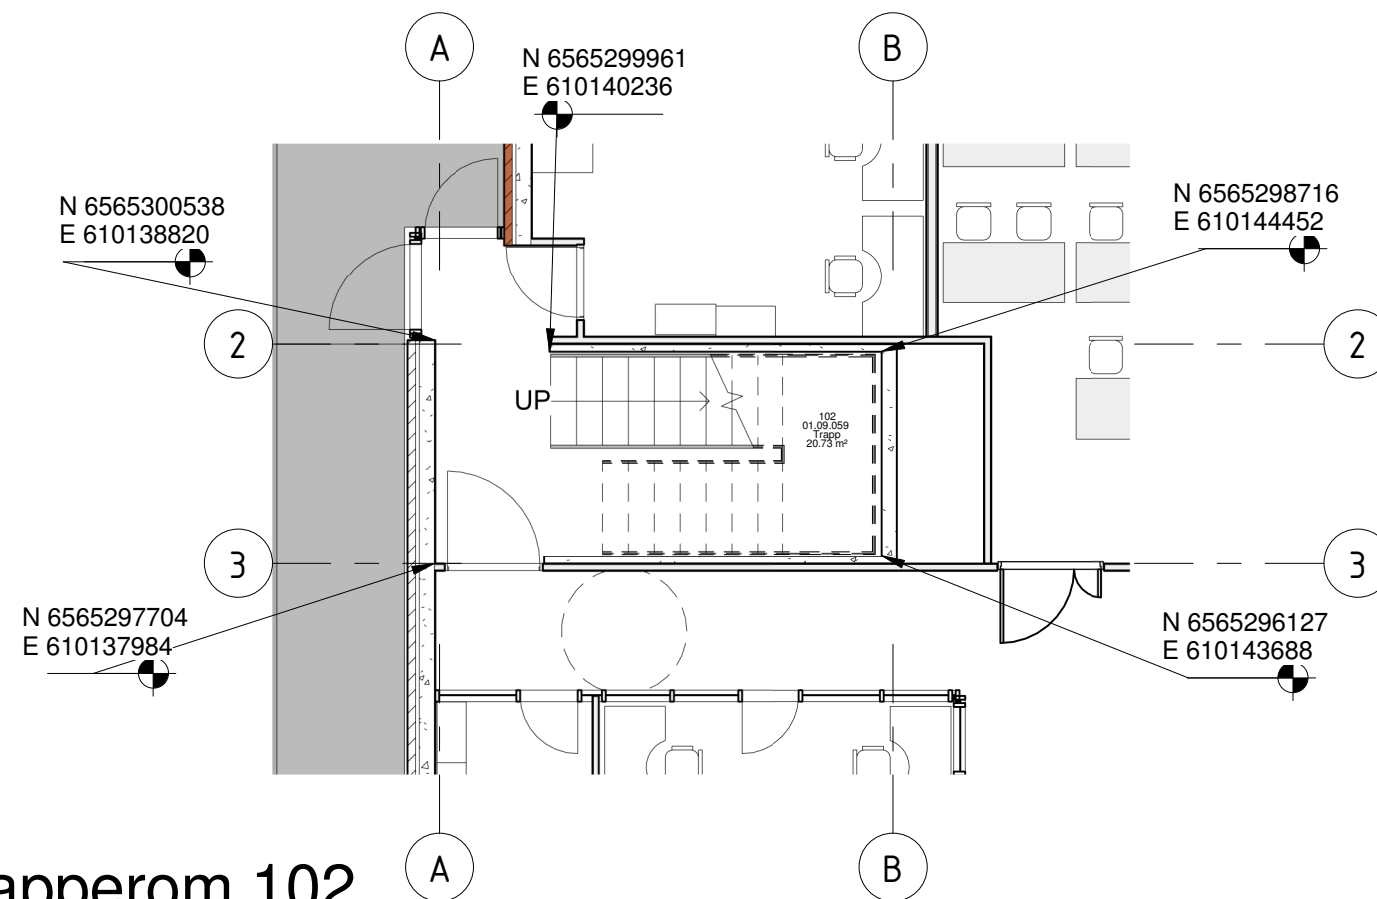 A
B
N 6565299961
E 610140236
N 6565300538
E 610138820
N 6565298716
E 610144452
2
2
UP
102
01.09.059
Trapp
20.73 m²
3
3
N 6565297704
E 610137984
N 6565296127
E 610143688
A
B
apperom 102